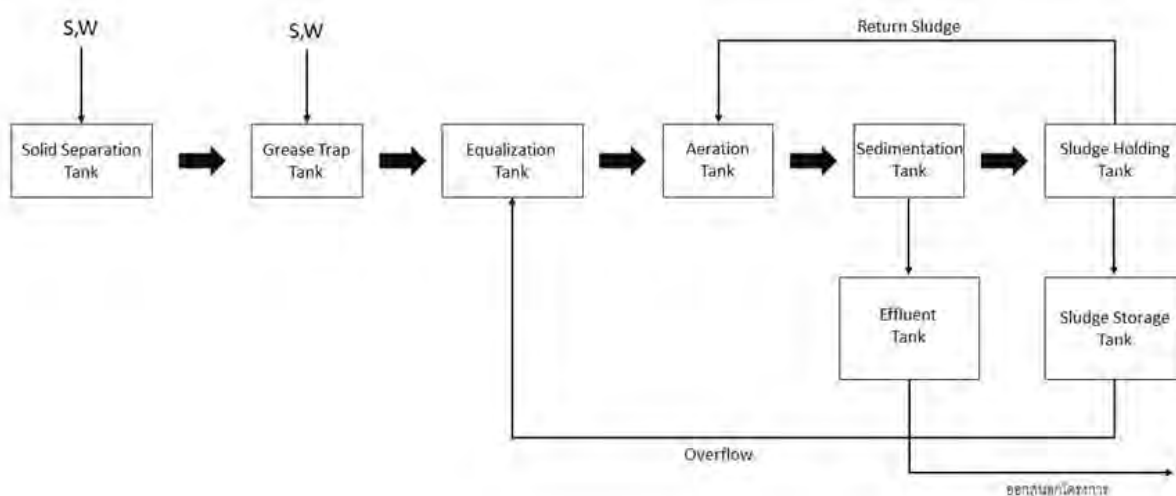 S,W
S,W
Return Sludge
Solid Separation
Tank
Grease Trap
Tank
Equalization
Tank
Aeration
Tank
Sedimentation
Tank
Sludge Holding
Tank
Effluent
Tank
Sludge Storage
Tank
Overflow